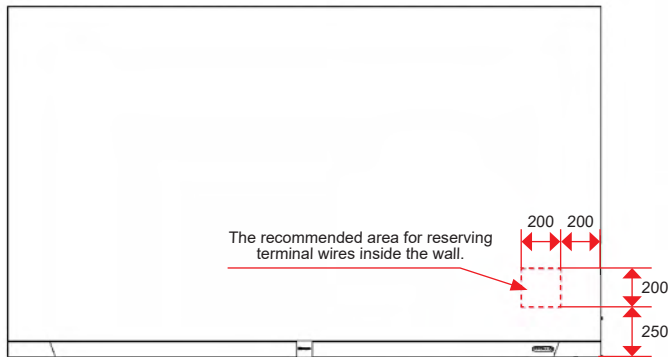 200 200
The recommended area for reserving
terminal wires inside the wall.
200
250